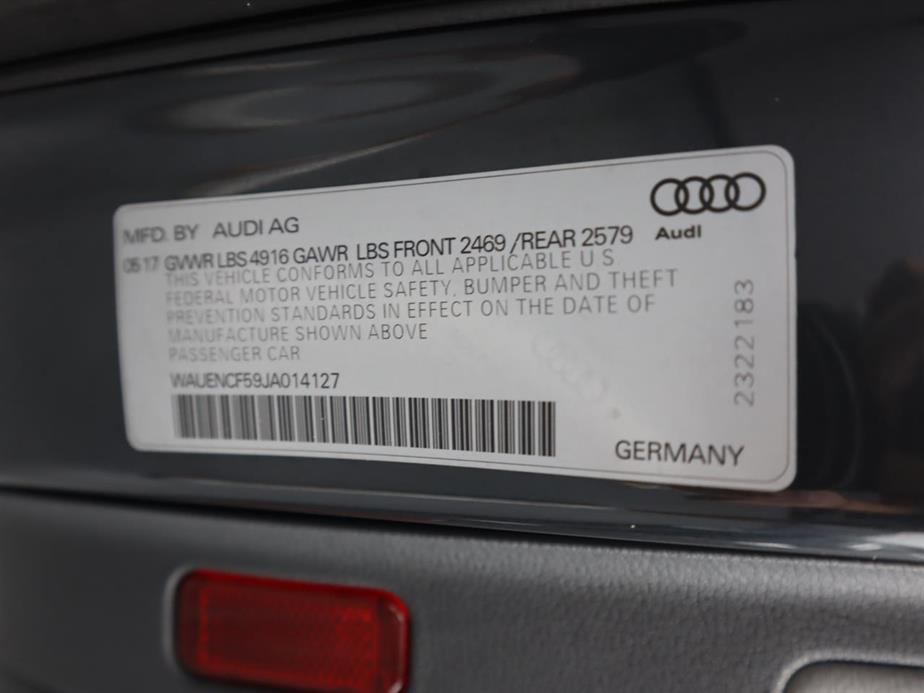 MFD. BY AUDI AG
Audi
05 17 GVWR LBS 4916 GAWR LBS FRONT 2469 /REAR 2579
THIS VEHICLE CONFORMS TO ALL APPLICABLE U S
FEDERAL MOTOR VEHICLE SAFETY, BUMPER AND THEFT
PREVENTION STANDARDS IN EFFECT ON THE DATE OF
MANUFACTURE SHOWN ABOVE
PASSENGER CAR
WAUENCF59JA014127
GERMANY
2322183